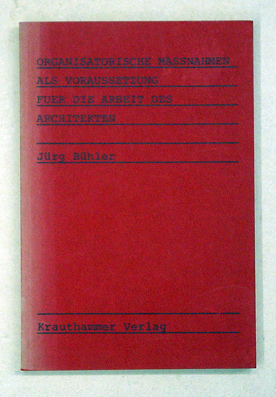 ORGANISATORISCHE MASSNAHMEN
ALS VORAUSSETZUNG
FUER DIE ARBEIT DES
ARCHITEKTEN
Jürg Bühler
Krauthammer Verlag